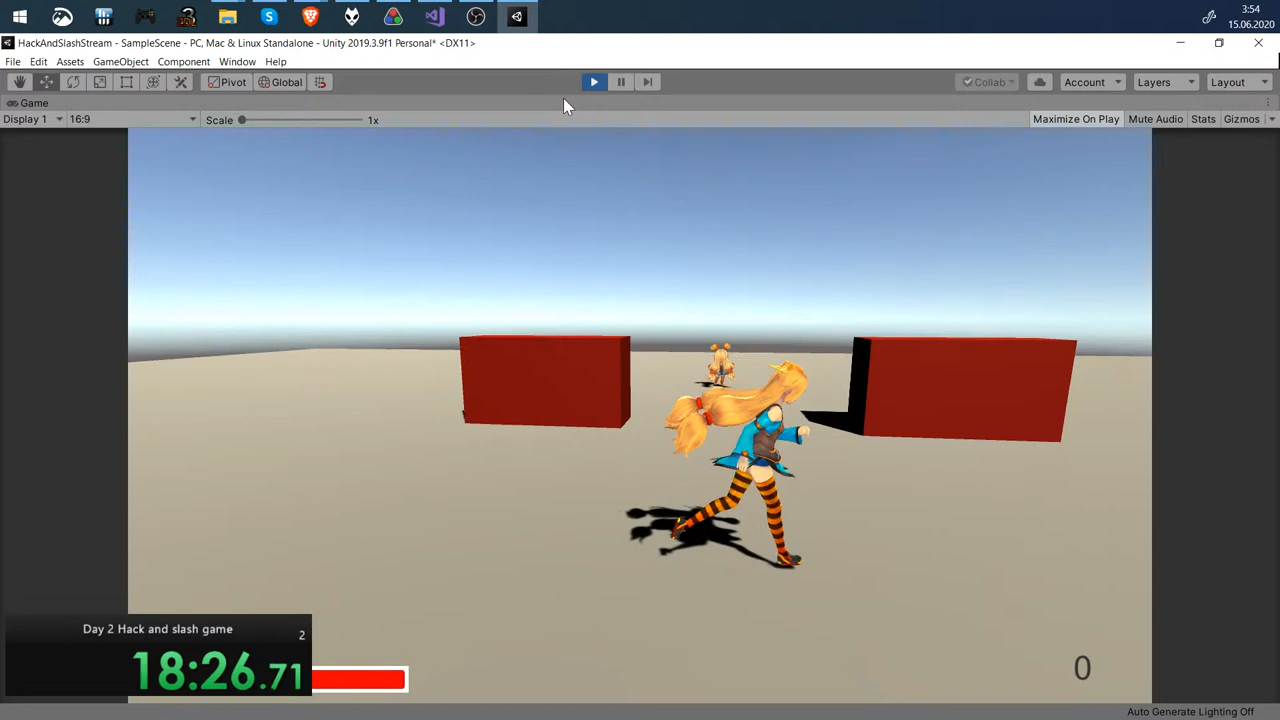 3:54
15.06.2020
HackAndSlashStream - SampleScene - PC, Mac & Linux Standalone - Unity 2019.3.9f1 Personal* <DX11>
File Edit Assets GameObject Component Window Help
Pivot Global Collab Account Layers Layout
Game
Display 1 16:9 Scale 1x Maximize On Play Mute Audio Stats Gizmos
Day 2 Hack and slash game
2
18:26.71
0
Auto Generate Lighting Off